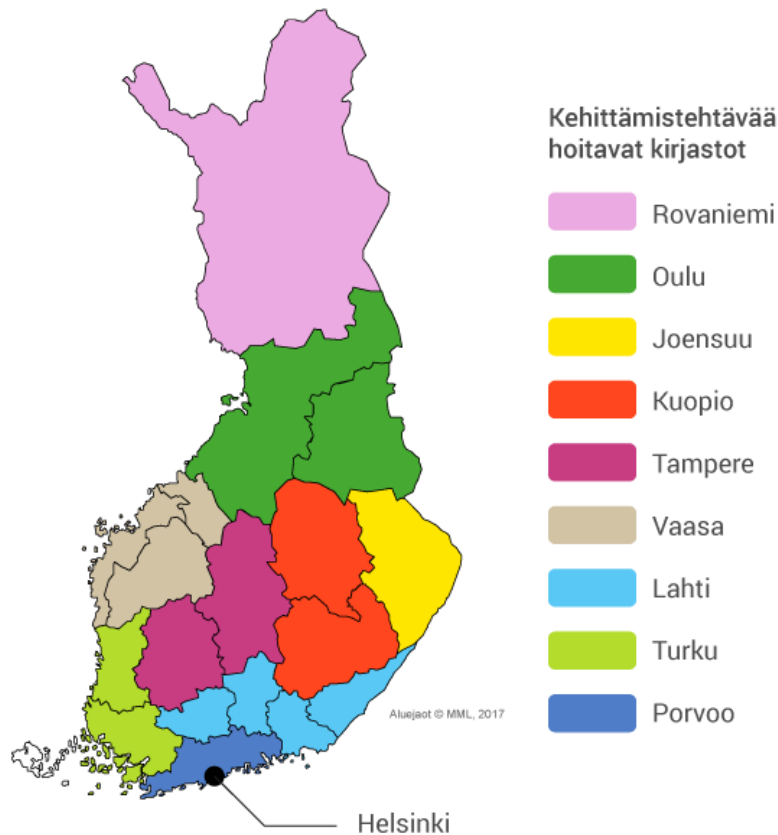 Kehittämistehtävää
hoitavat kirjastot
Rovaniemi
Oulu
Joensuu
Kuopio
Tampere
Vaasa
Lahti
Turku
Porvoo
Aluejaot © MML, 2017
Helsinki